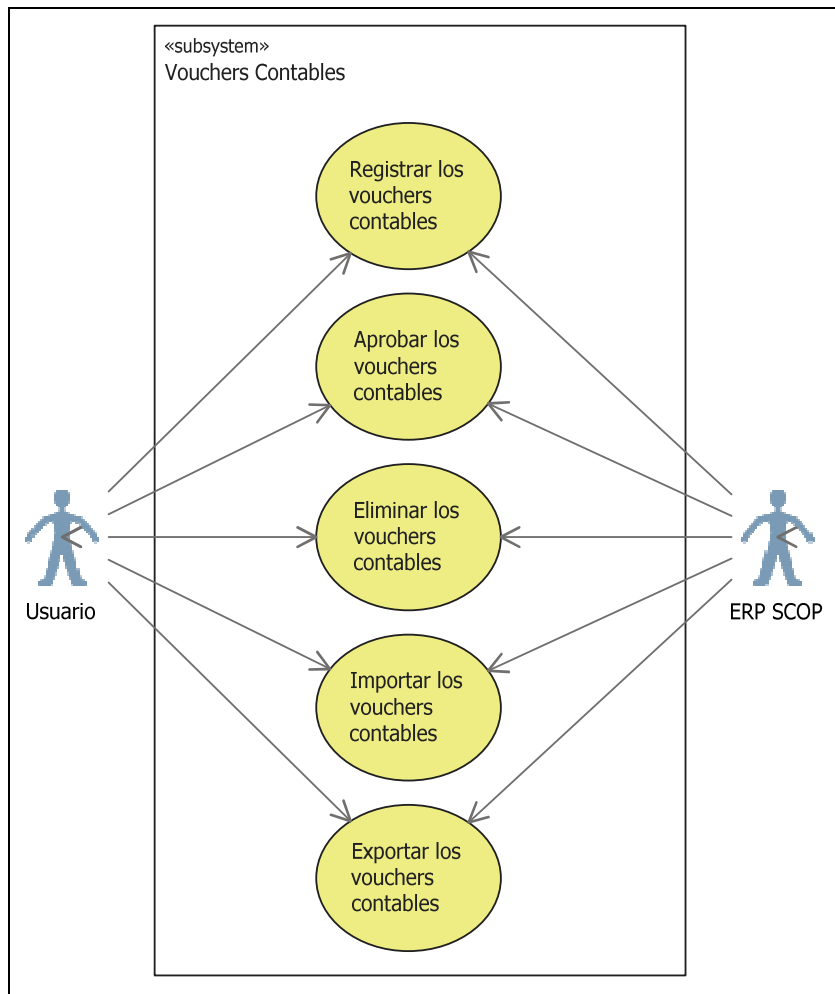 «subsystem»
Vouchers Contables
Registrar los
vouchers
contables
Aprobar los
vouchers
contables
Eliminar los
vouchers
contables
Usuario
ERP SCOP
Importar los
vouchers
contables
Exportar los
vouchers
contables